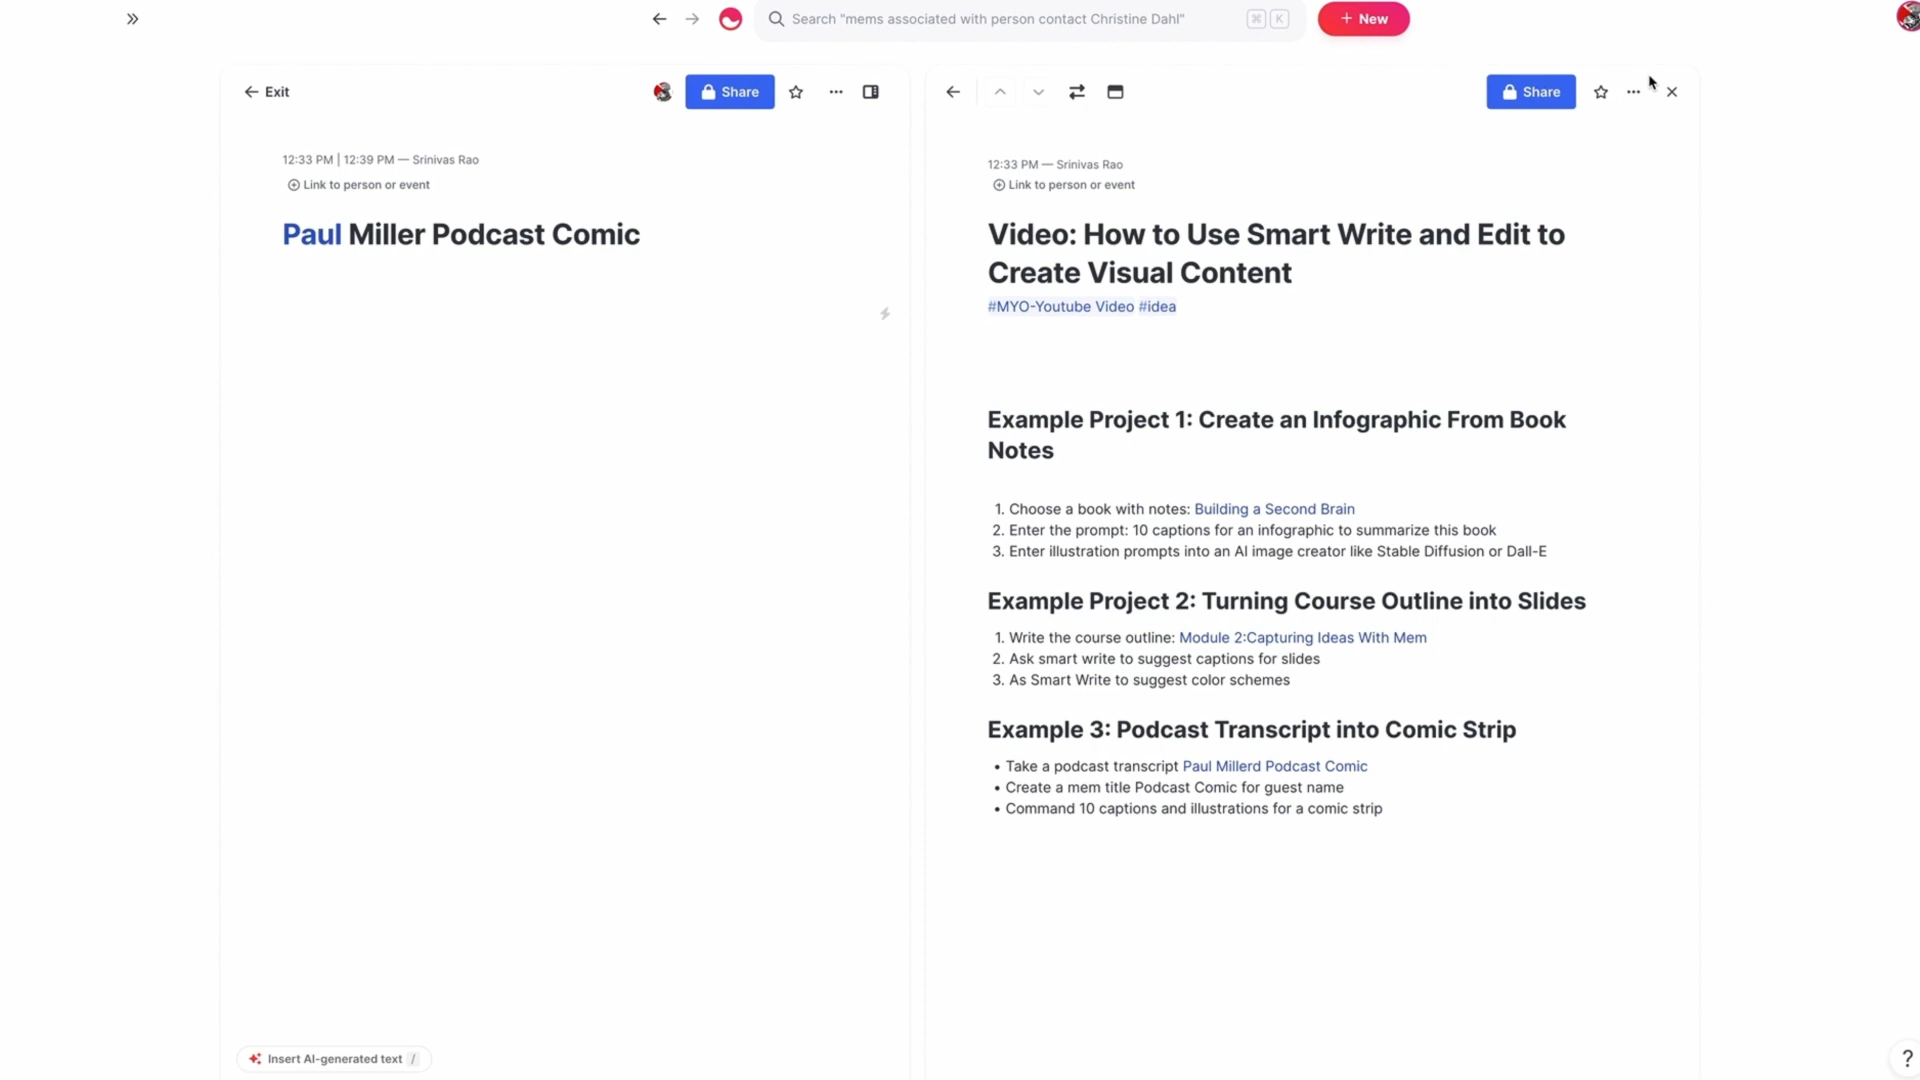 Search "mems associated with person contact Christine Dahl"
⌘ K
+ New
Exit
Share
12:33 PM | 12:39 PM — Srinivas Rao
Link to person or event
Paul Miller Podcast Comic
Insert AI-generated text /
Share
12:33 PM — Srinivas Rao
Link to person or event
Video: How to Use Smart Write and Edit to
Create Visual Content
#MYO-Youtube Video #idea
Example Project 1: Create an Infographic From Book
Notes
1. Choose a book with notes: Building a Second Brain
2. Enter the prompt: 10 captions for an infographic to summarize this book
3. Enter illustration prompts into an AI image creator like Stable Diffusion or Dall-E
Example Project 2: Turning Course Outline into Slides
1. Write the course outline: Module 2:Capturing Ideas With Mem
2. Ask smart write to suggest captions for slides
3. As Smart Write to suggest color schemes
Example 3: Podcast Transcript into Comic Strip
• Take a podcast transcript Paul Millerd Podcast Comic
• Create a mem title Podcast Comic for guest name
• Command 10 captions and illustrations for a comic strip
?